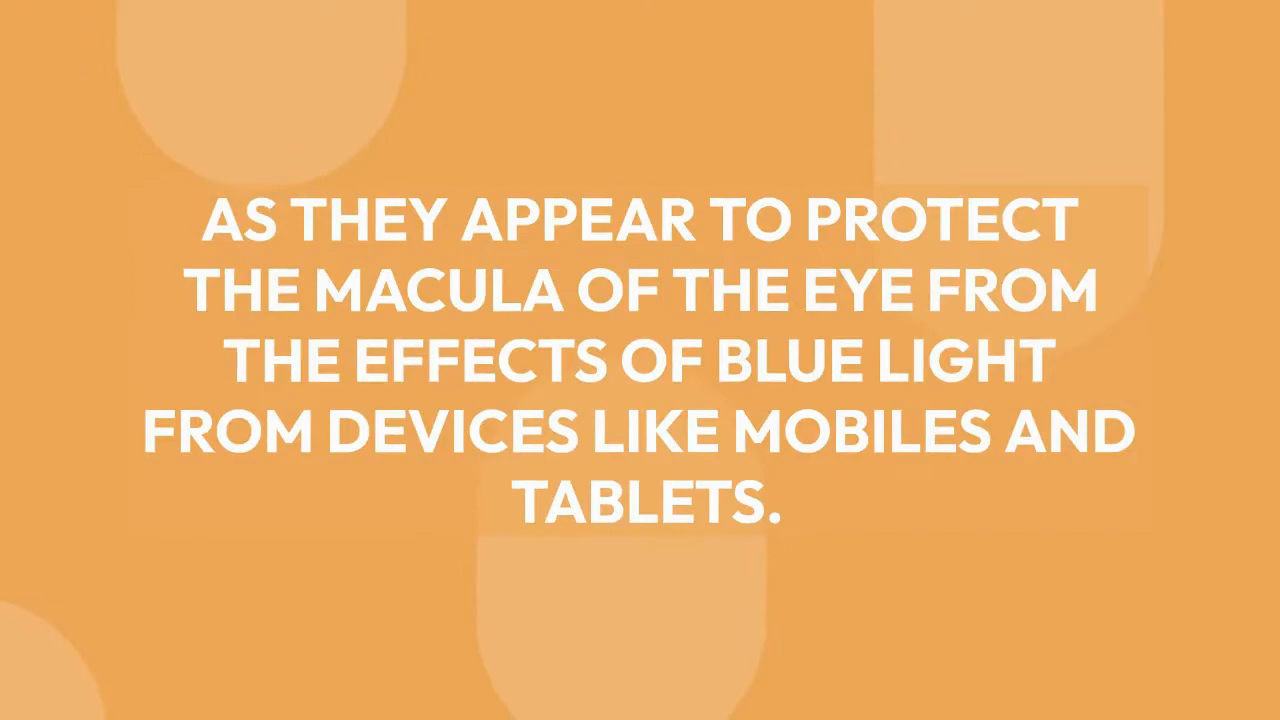 AS THEY APPEAR TO PROTECT
THE MACULA OF THE EYE FROM
THE EFFECTS OF BLUE LIGHT
FROM DEVICES LIKE MOBILES AND
TABLETS.